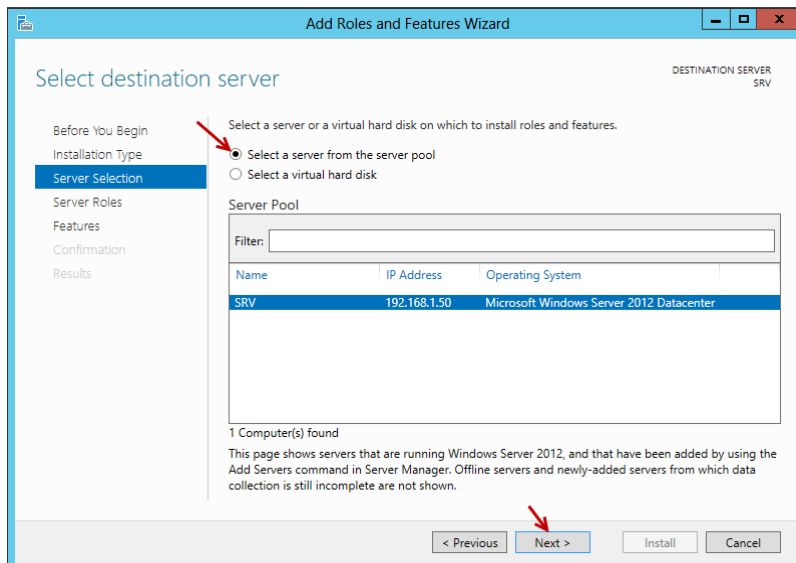 Add Roles and Features Wizard
Select destination server
DESTINATION SERVER
SRV
Before You Begin
Installation Type
Server Selection
Server Roles
Features
Confirmation
Results
Select a server or a virtual hard disk on which to install roles and features.
Select a server from the server pool
Select a virtual hard disk
Server Pool
Filter:
Name IP Address Operating System
SRV 192.168.1.50 Microsoft Windows Server 2012 Datacenter
1 Computer(s) found
This page shows servers that are running Windows Server 2012, and that have been added by using the
Add Servers command in Server Manager. Offline servers and newly-added servers from which data
collection is still incomplete are not shown.
< Previous Next > Install Cancel